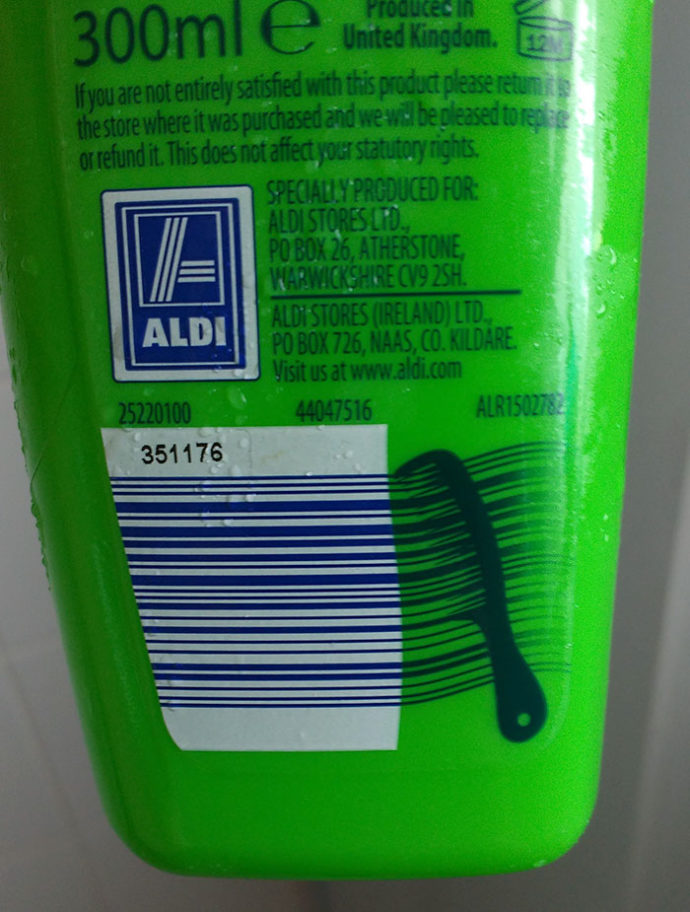 300ml ℮
Produced in
United Kingdom.
12M
If you are not entirely satisfied with this product please return it to
the store where it was purchased and we will be pleased to replace
or refund it. This does not affect your statutory rights.
SPECIALLY PRODUCED FOR:
ALDI STORES LTD.,
PO BOX 26, ATHERSTONE,
WARWICKSHIRE CV9 2SH.
ALDI
ALDI STORES (IRELAND) LTD.,
PO BOX 726, NAAS, CO. KILDARE.
Visit us at www.aldi.com
25220100 44047516 ALR1502782
351176